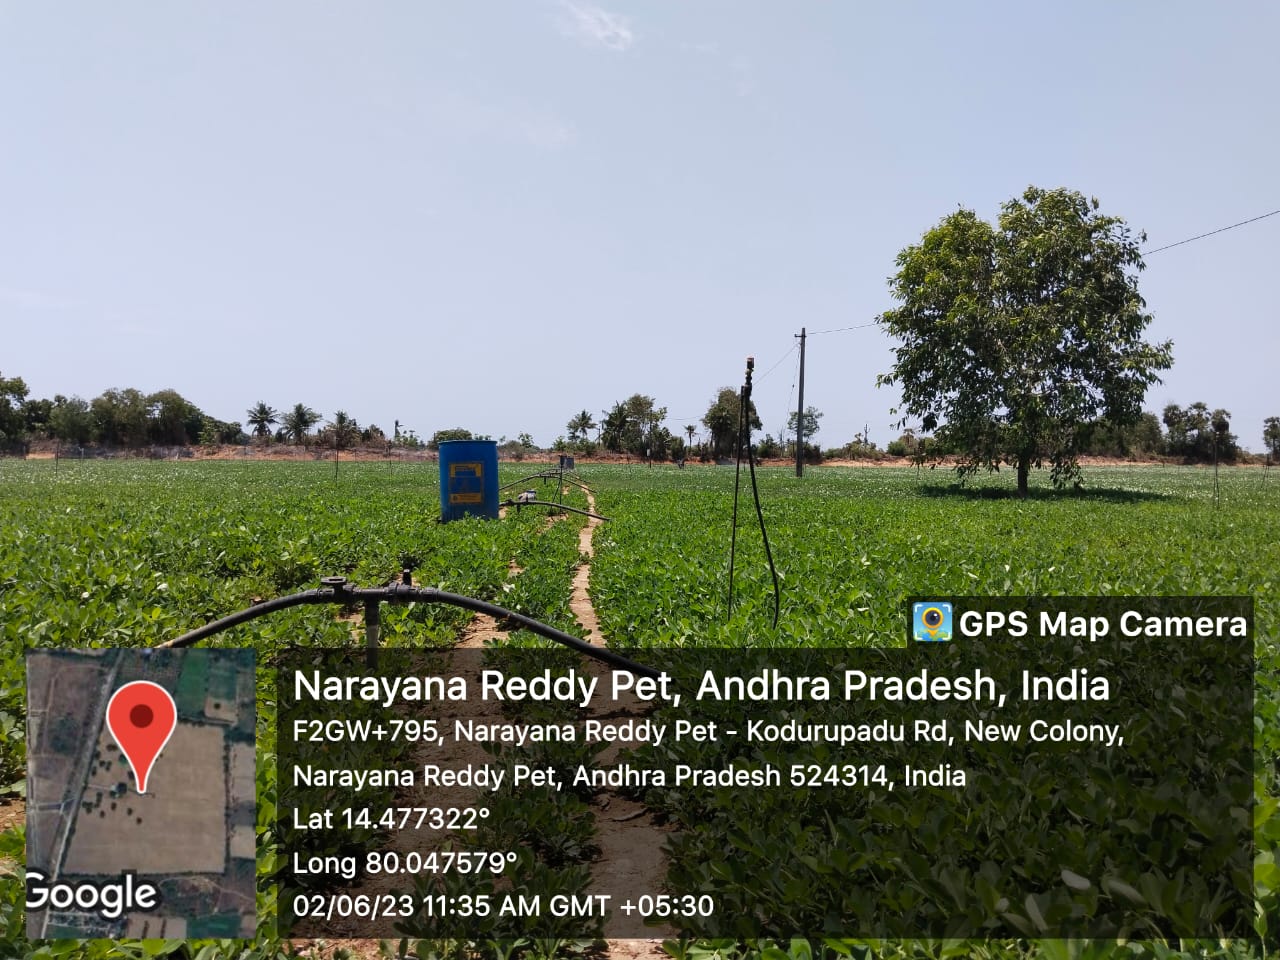 GPS Map Camera
Narayana Reddy Pet, Andhra Pradesh, India
F2GW+795, Narayana Reddy Pet - Kodurupadu Rd, New Colony,
Narayana Reddy Pet, Andhra Pradesh 524314, India
Lat 14.477322°
Long 80.047579°
02/06/23 11:35 AM GMT +05:30
Google